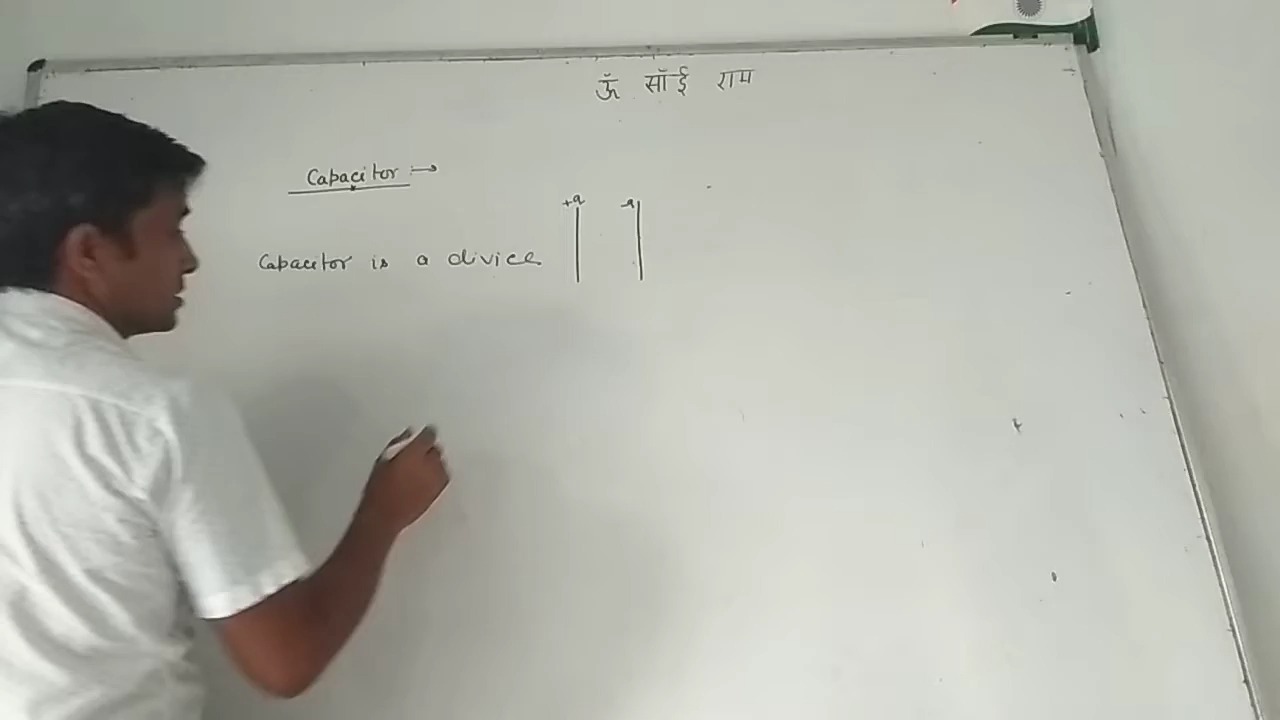 ॐ सॉई राम
Capacitor :→
+q -q
Capacitor is a divice